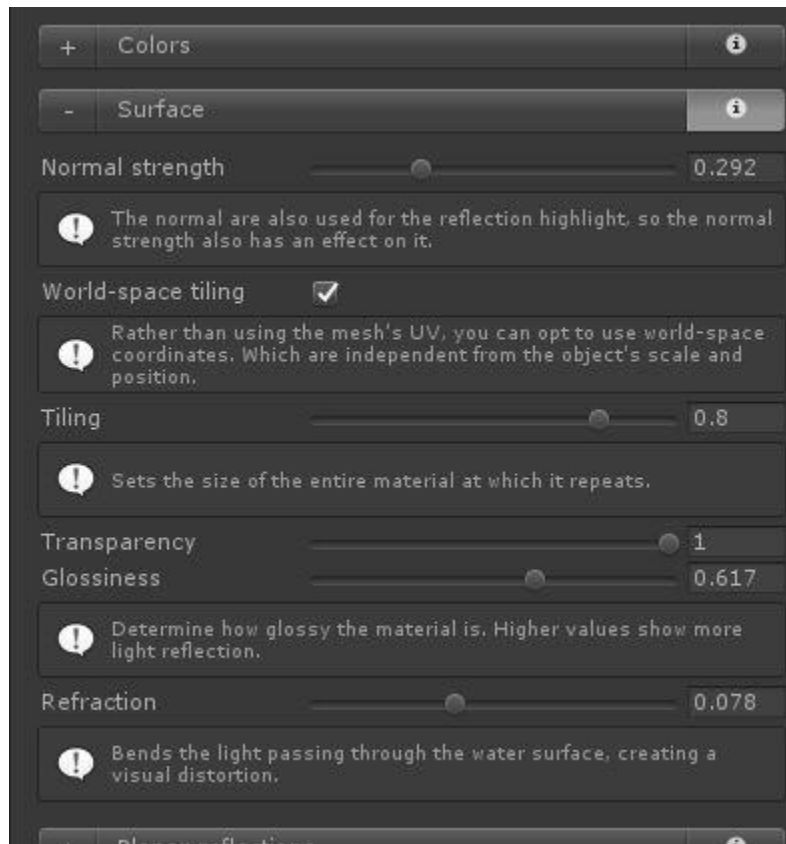 + Colors
- Surface
Normal strength 0.292
The normal are also used for the reflection highlight, so the normal
strength also has an effect on it.
World-space tiling
Rather than using the mesh's UV, you can opt to use world-space
coordinates. Which are independent from the object's scale and
position.
Tiling 0.8
Sets the size of the entire material at which it repeats.
Transparency 1
Glossiness 0.617
Determine how glossy the material is. Higher values show more
light reflection.
Refraction 0.078
Bends the light passing through the water surface, creating a
visual distortion.